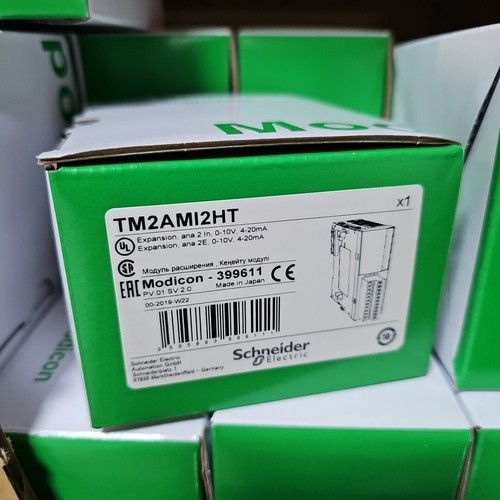 Mo
TM2AMI2HT
x1
Expansion, ana 2 In, 0-10V, 4-20mA
Expansion, ana 2E, 0-10V, 4-20mA
Модуль расширения , Кеңейту модулі
Modicon - 399611
PV 01 SV 2.0
Made in Japan
00-2019-W22
Schneider Electric
Automation GmbH
Schneiderplatz 1
97828 Marktheidenfeld - Germany
Schneider
Electric